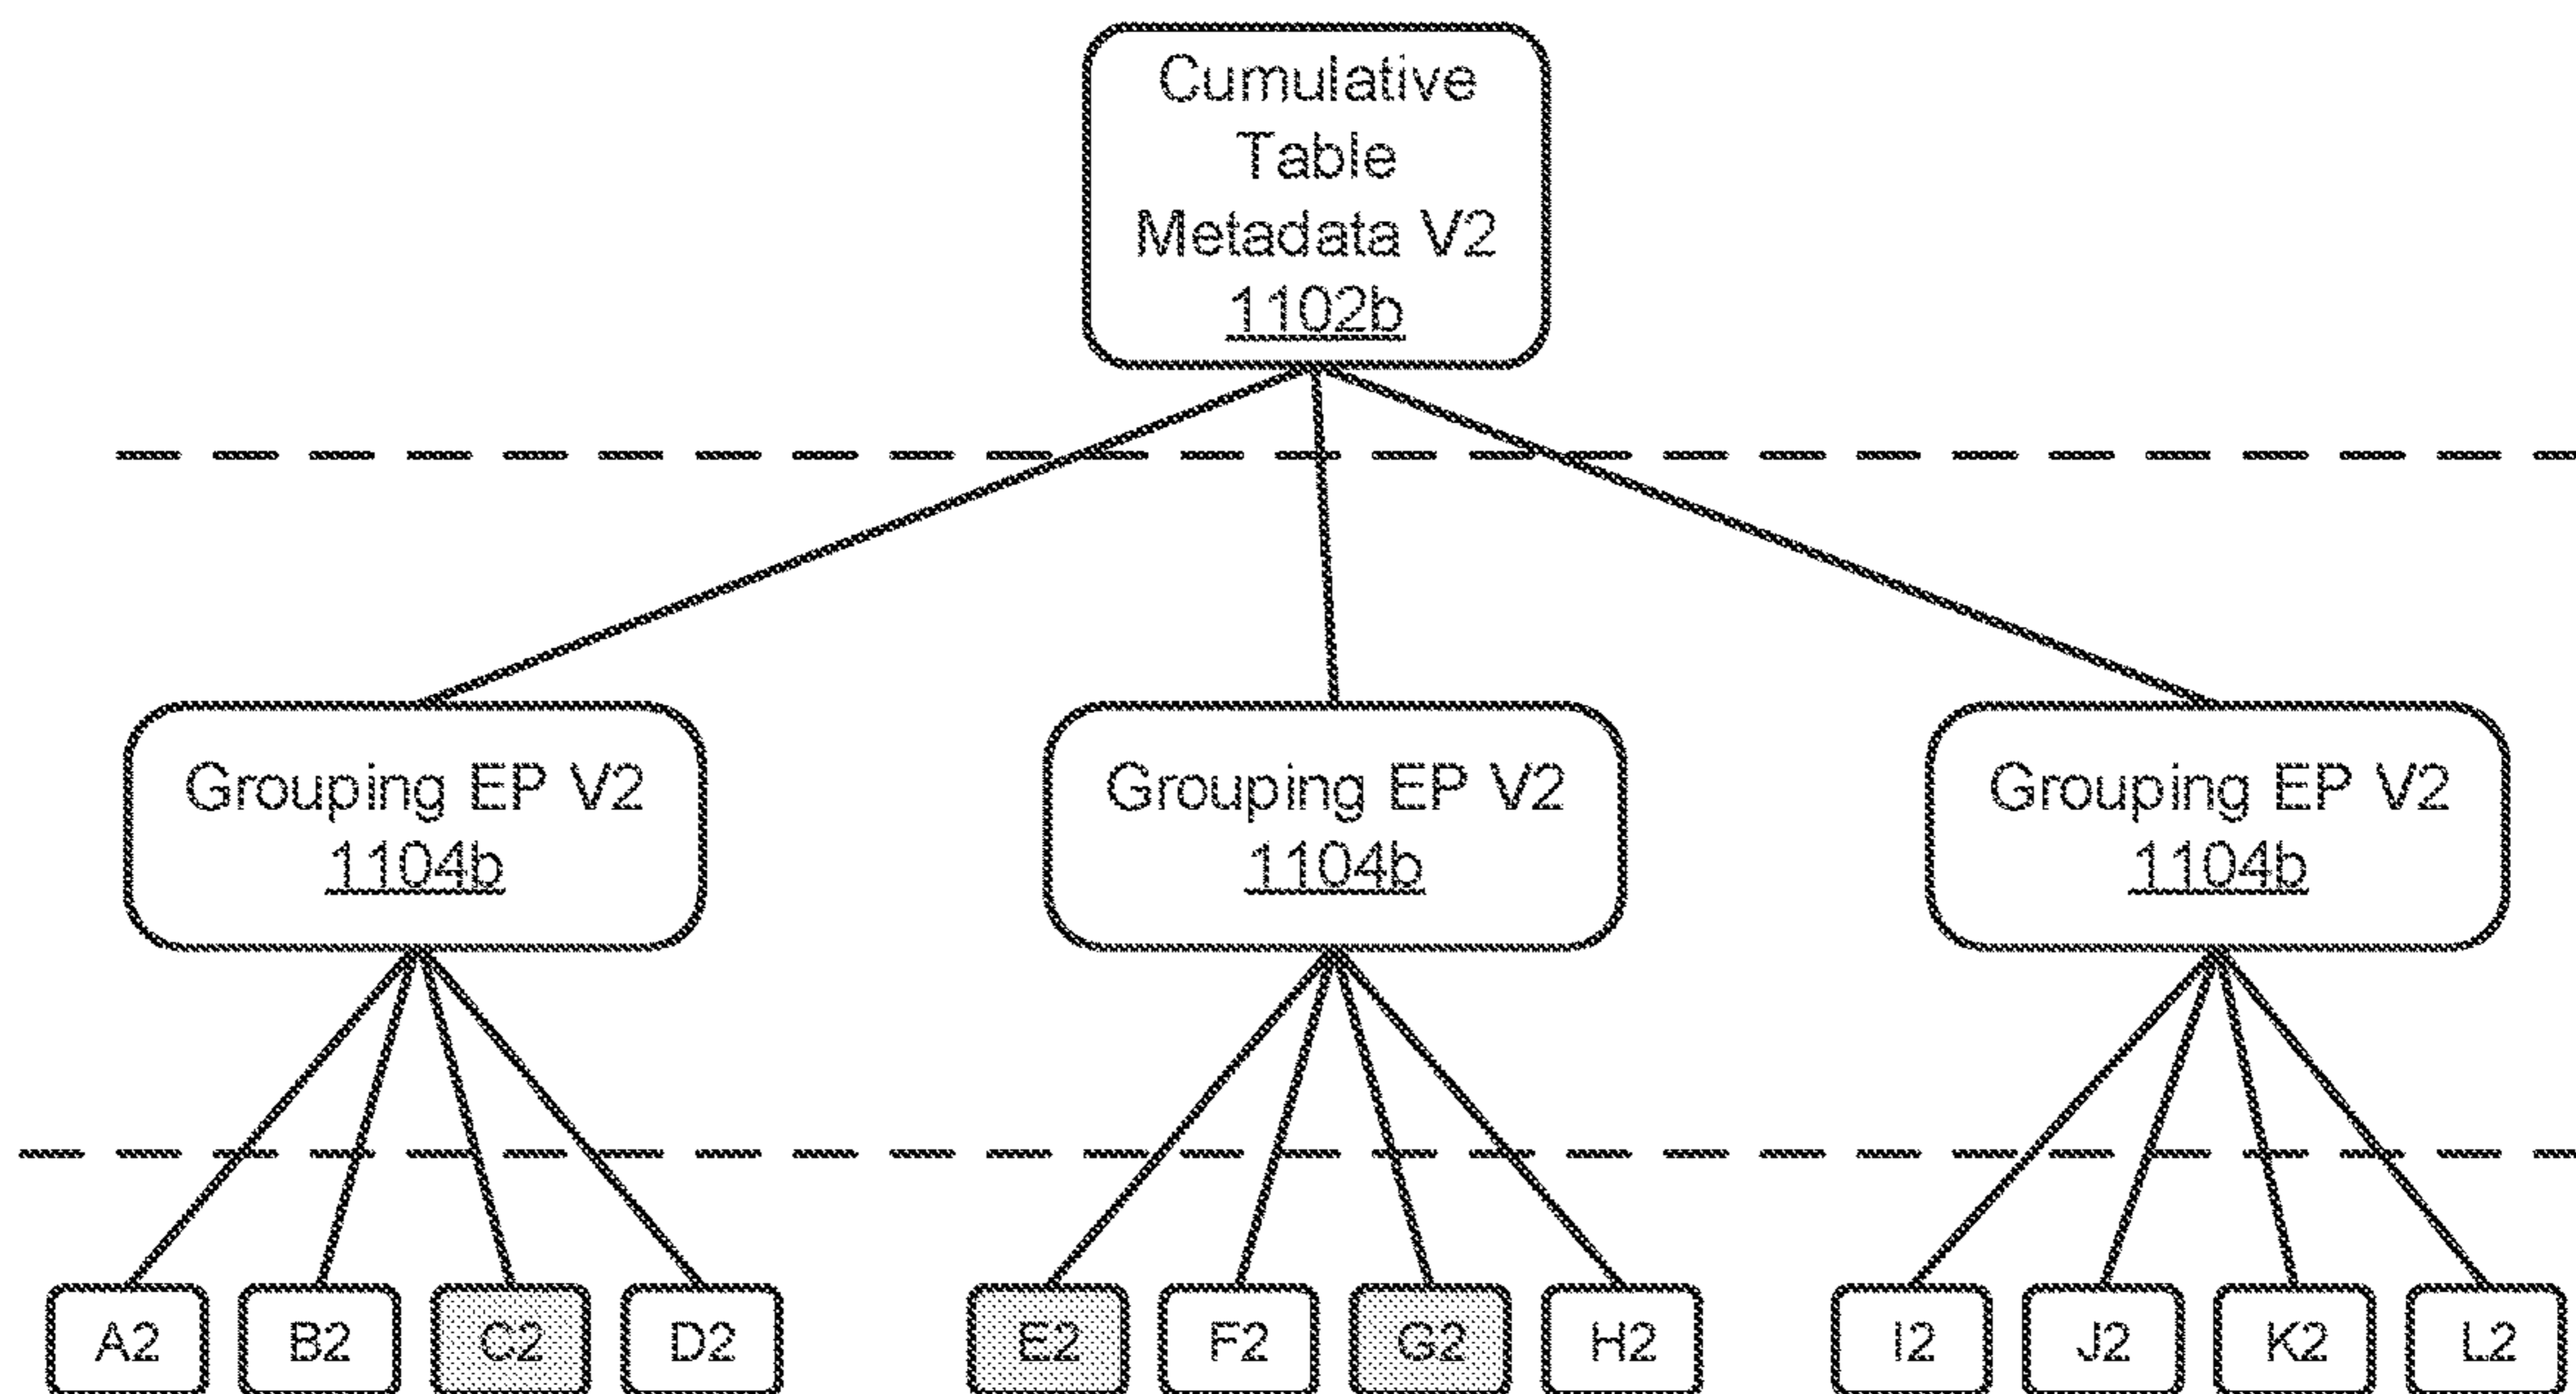 Cumulative
Table
Metadata V2
1102b
Grouping EP V2
1104b
Grouping EP V2
1104b
Grouping EP V2
1104b
A2
B2
C2
D2
E2
F2
G2
H2
I2
J2
K2
L2